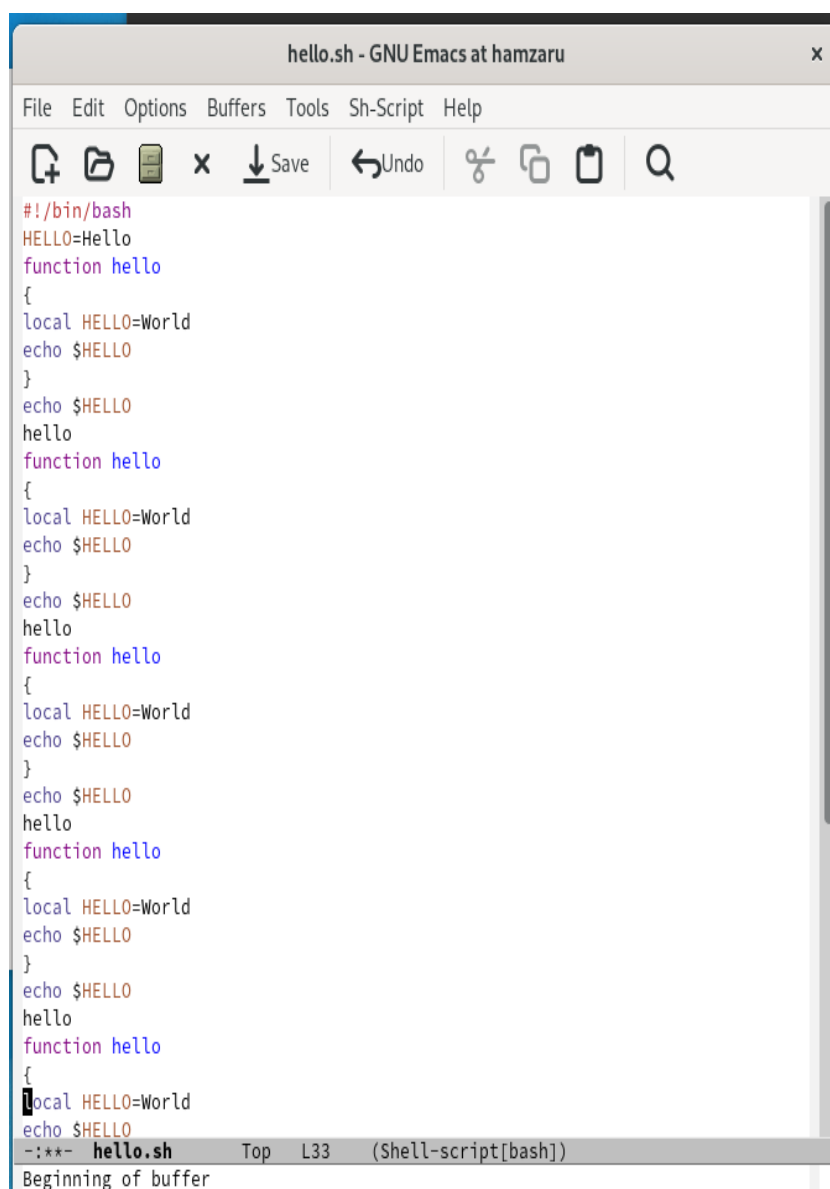 hello.sh - GNU Emacs at hamzaru
File Edit Options Buffers Tools Sh-Script Help
Save Undo
#!/bin/bash
HELLO=Hello
function hello
{
local HELLO=World
echo $HELLO
}
echo $HELLO
hello
function hello
{
local HELLO=World
echo $HELLO
}
echo $HELLO
hello
function hello
{
local HELLO=World
echo $HELLO
}
echo $HELLO
hello
function hello
{
local HELLO=World
echo $HELLO
}
echo $HELLO
hello
function hello
{
local HELLO=World
echo $HELLO
-:**- hello.sh Top L33 (Shell-script[bash])
Beginning of buffer